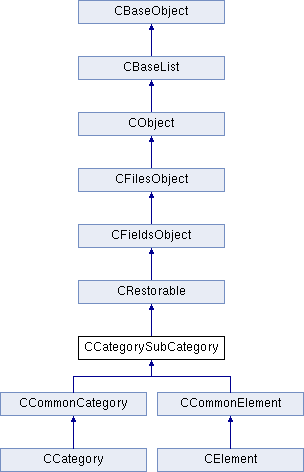 CBaseObject
CBaseList
CObject
CFilesObject
CFieldsObject
CRestorable
CCategorySubCategory
CCommonCategory CCommonElement
CCategory CElement